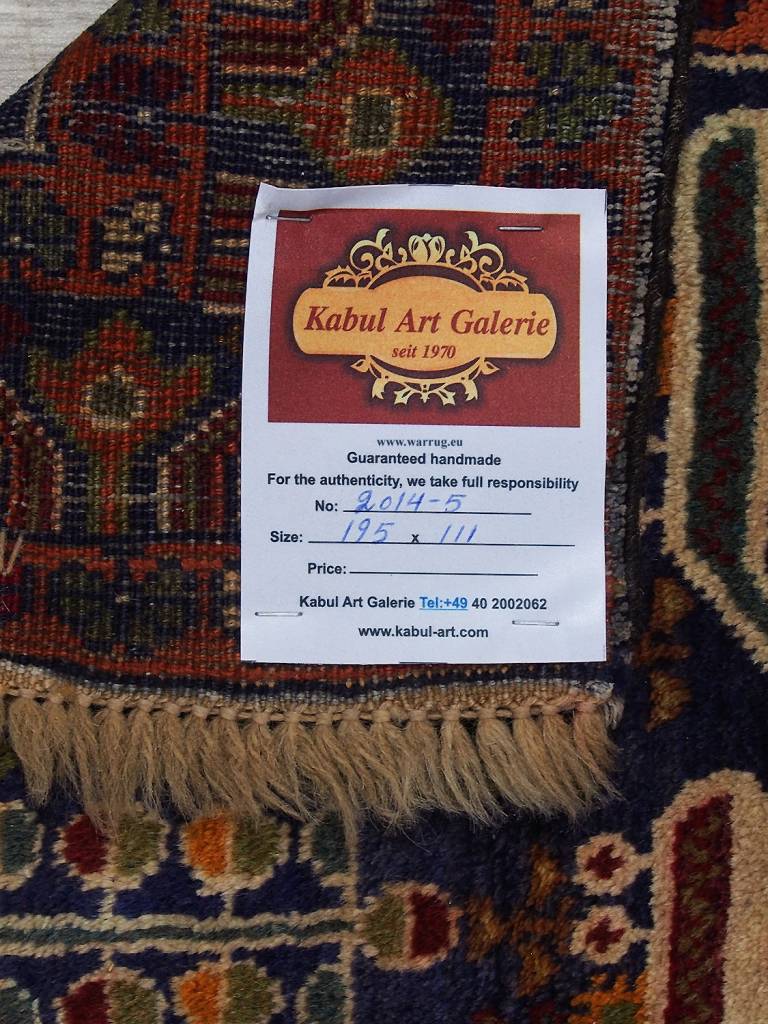 Kabul Art Galerie
seit 1970
www.warrug.eu
Guaranteed handmade
For the authenticity, we take full responsibility
No: 2014-5
Size: 195 x 111
Price:
Kabul Art Galerie Tel:+49 40 2002062
www.kabul-art.com